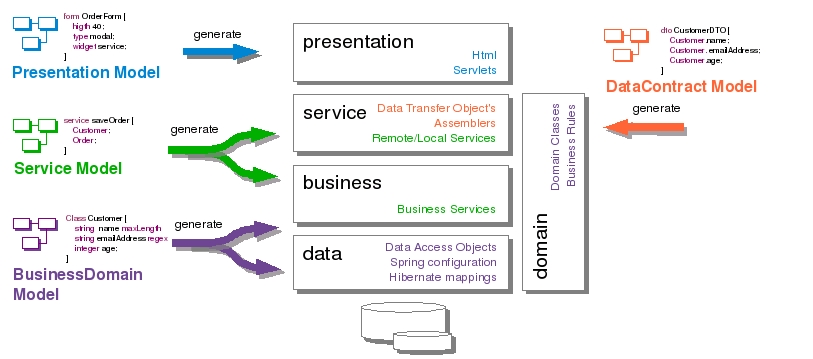 form OrderForm [
higth 40;
type modal;
widget service;
]
Presentation Model
generate
service saveOrder [
Customer;
Order;
]
Service Model
generate
Class Customer [
string name maxLength
string emailAddress regex
integer age;
]
BusinessDomain
Model
generate
presentation
Html
Servlets
service
Data Transfer Object's
Assemblers
Remote/Local Services
business
Business Services
data
Data Access Objects
Spring configuration
Hibernate mappings
domain
Domain Classes
Business Rules
dto CustomerDTO [
Customer.name;
Customer.emailAddress;
Customer.age;
]
DataContract Model
generate